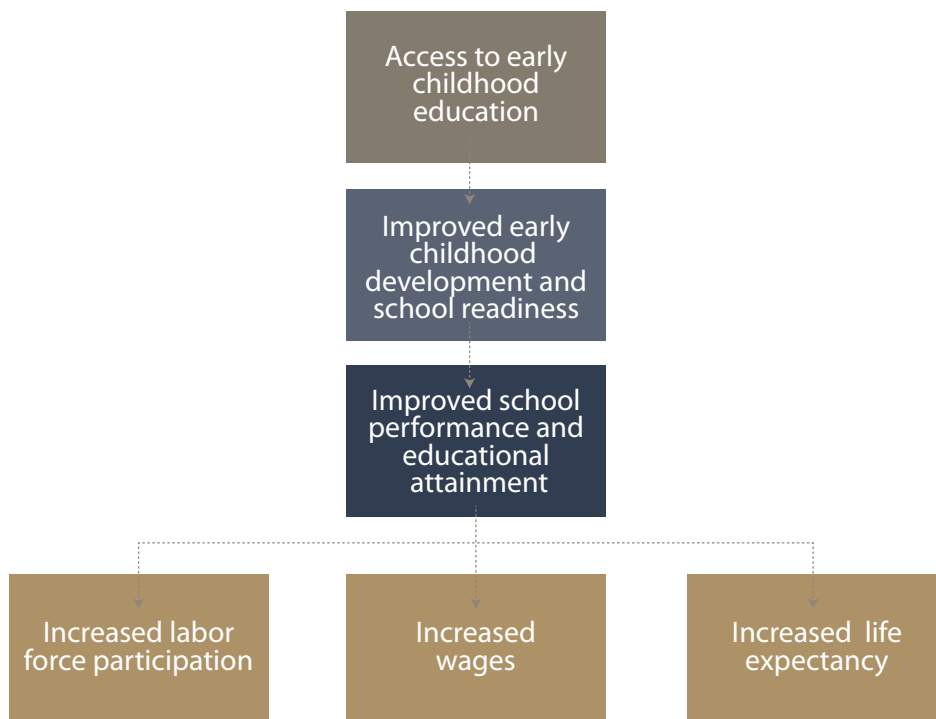 Access to early
childhood
education
Improved early
childhood
development and
school readiness
Improved school
performance and
educational
attainment
Increased labor
force participation
Increased
wages
Increased life
expectancy